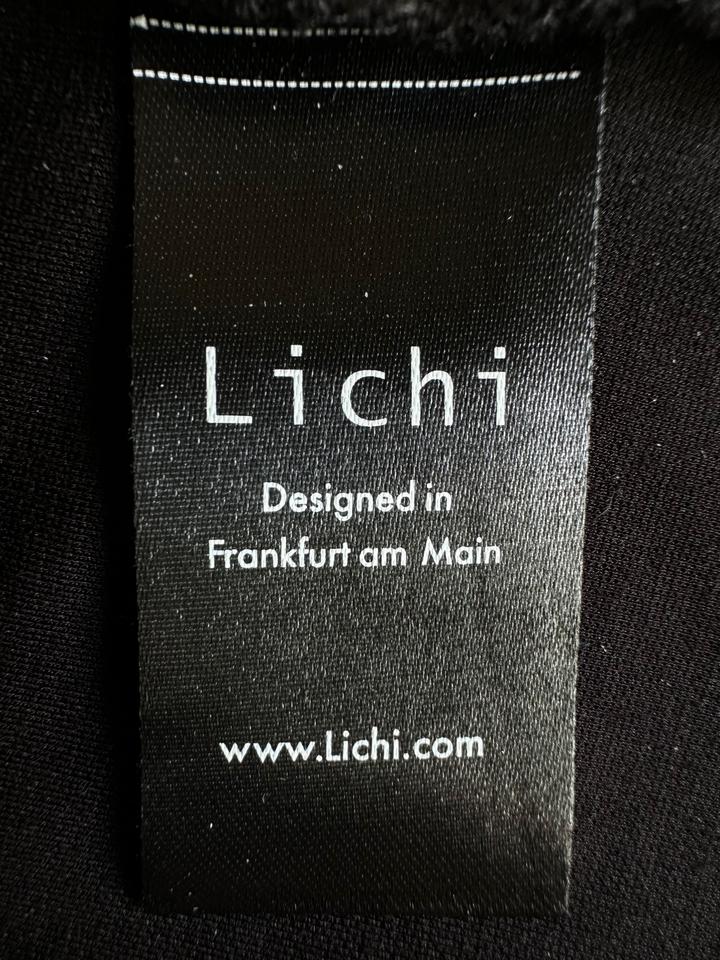 Lichi
Designed in
Frankfurt am Main
www.Lichi.com